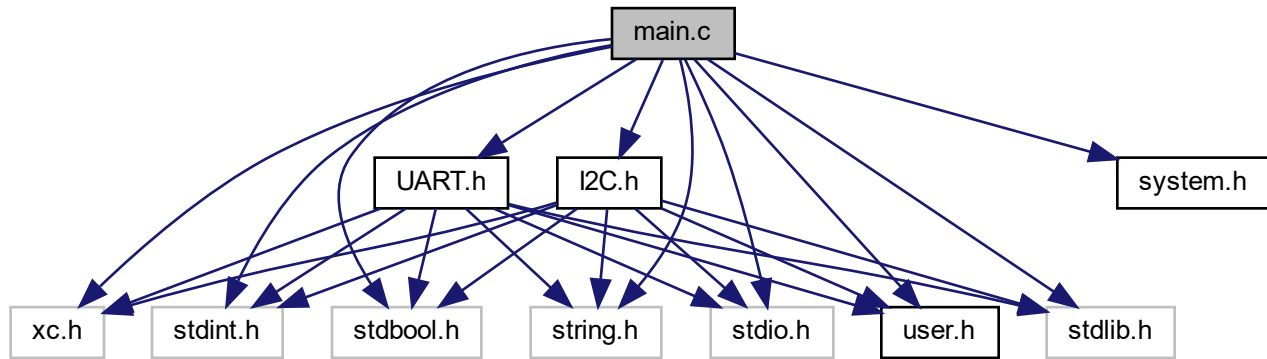 main.c
UART.h
I2C.h
system.h
xc.h
stdint.h
stdbool.h
string.h
stdio.h
user.h
stdlib.h